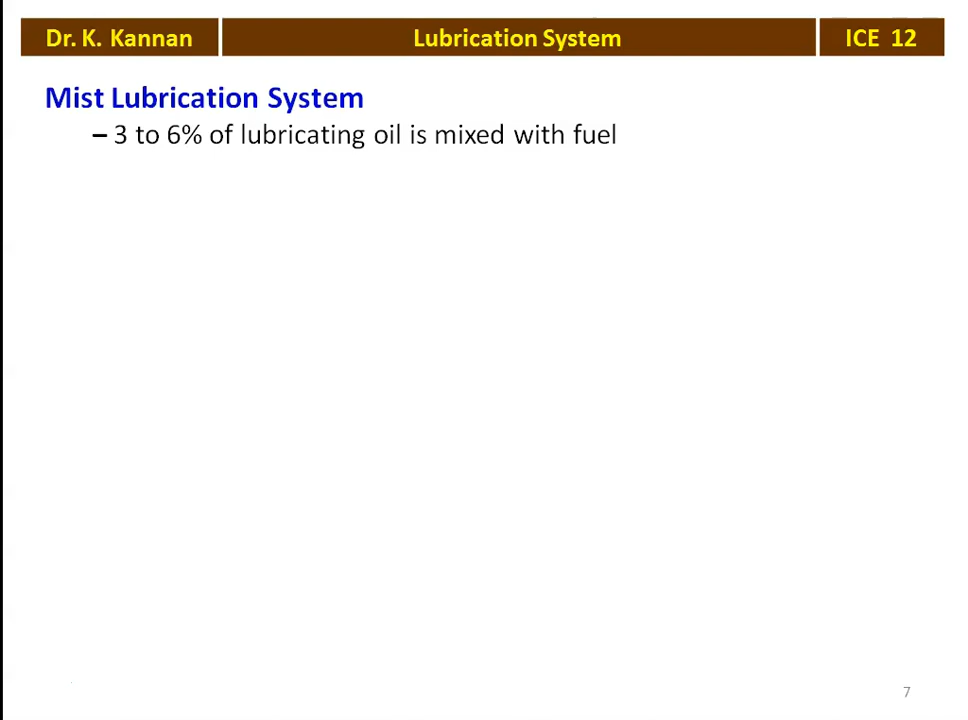 Dr. K. Kannan
Lubrication System
ICE 12
Mist Lubrication System
– 3 to 6% of lubricating oil is mixed with fuel
7